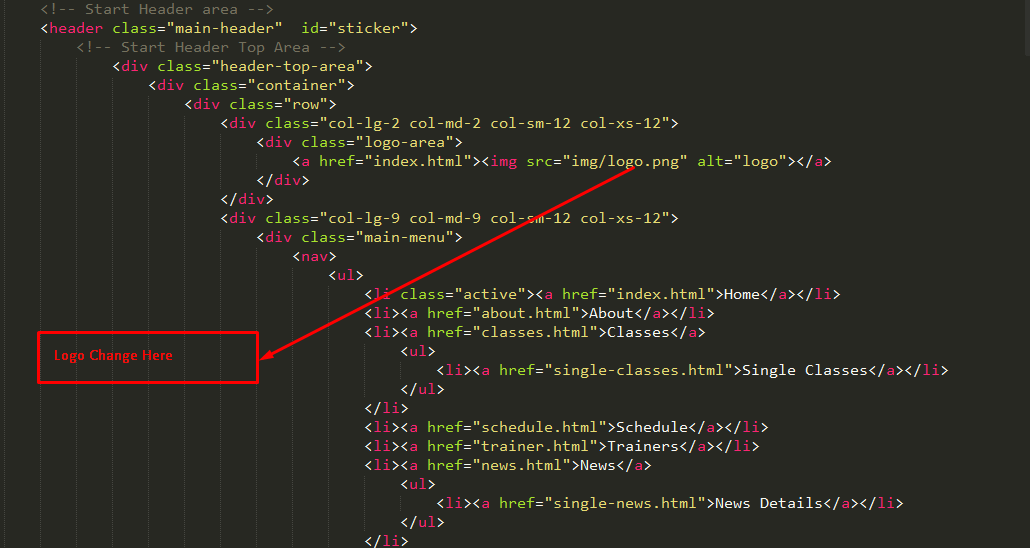 <!-- Start Header area -->
<header class="main-header"  id="sticker">
<!-- Start Header Top Area -->
<div class="header-top-area">
<div class="container">
<div class="row">
<div class="col-lg-2 col-md-2 col-sm-12 col-xs-12">
<div class="logo-area">
<a href="index.html"><img src="img/logo.png" alt="logo"></a>
</div>
</div>
<div class="col-lg-9 col-md-9 col-sm-12 col-xs-12">
<div class="main-menu">
<nav>
<ul>
<li class="active"><a href="index.html">Home</a></li>
<li><a href="about.html">About</a></li>
<li><a href="classes.html">Classes</a>
<ul>
Logo Change Here
<li><a href="single-classes.html">Single Classes</a></li>
</ul>
</li>
<li><a href="schedule.html">Schedule</a></li>
<li><a href="trainer.html">Trainers</a></li>
<li><a href="news.html">News</a>
<ul>
<li><a href="single-news.html">News Details</a></li>
</ul>
</li>